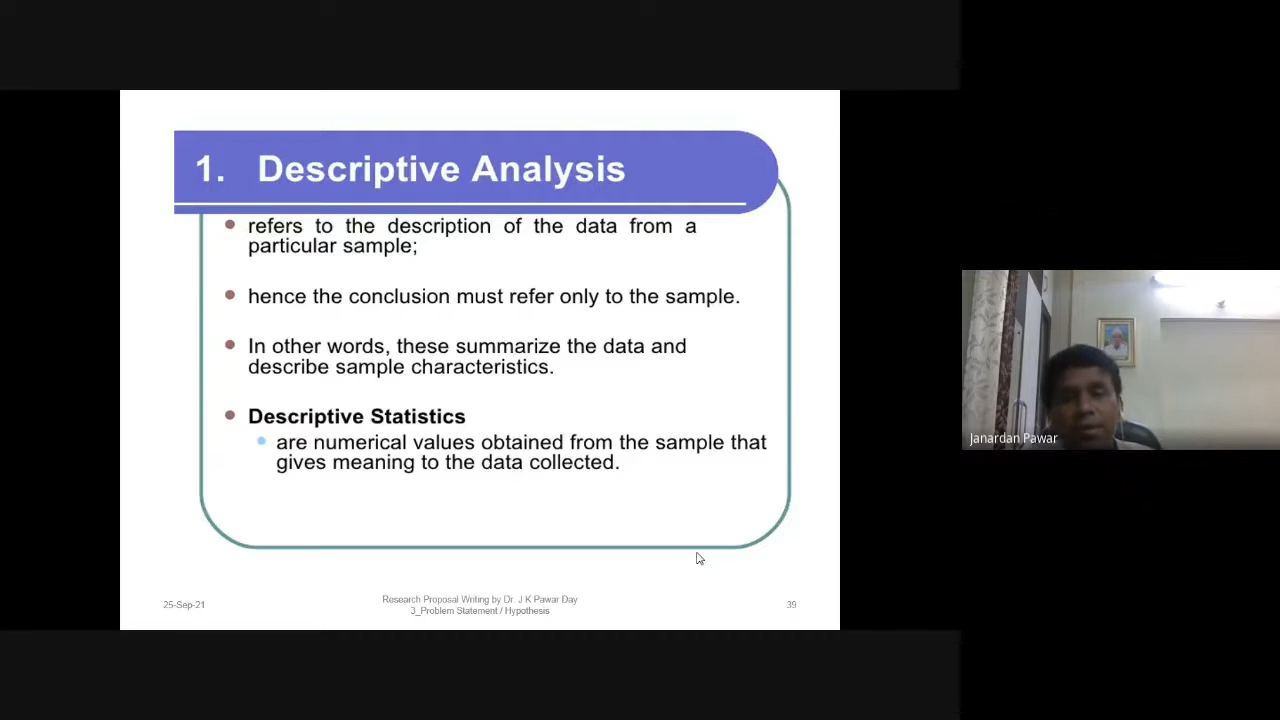 1. Descriptive Analysis
refers to the description of the data from a
particular sample;
hence the conclusion must refer only to the sample.
In other words, these summarize the data and
describe sample characteristics.
Descriptive Statistics
are numerical values obtained from the sample that
gives meaning to the data collected.
25-Sep-21
Research Proposal Writing by Dr. J K Pawar Day
3_Problem Statement / Hypothesis
39
Janardan Pawar